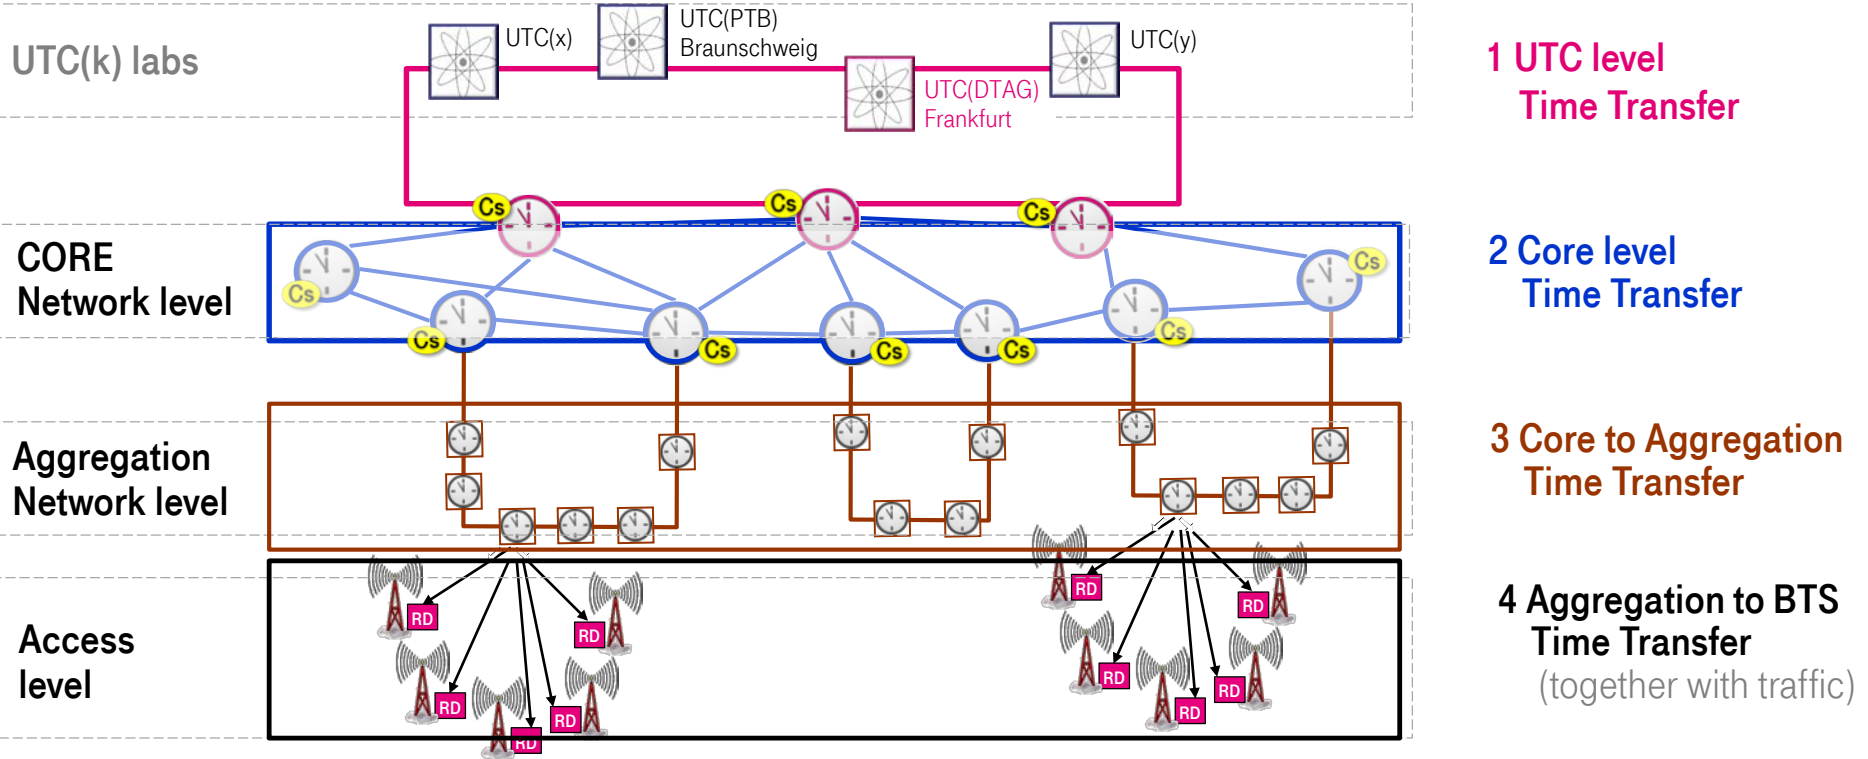 UTC(k) labs
UTC(x)
UTC(PTB)
Braunschweig
UTC(DTAG)
Frankfurt
UTC(y)
1 UTC level
Time Transfer
CORE
Network level
Cs
Cs
Cs
Cs
Cs
Cs
Cs
Cs
Cs
Cs
2 Core level
Time Transfer
Aggregation
Network level
3 Core to Aggregation
Time Transfer
Access
level
RD
RD
RD
RD
RD
RD
RD
RD
RD
RD
4 Aggregation to BTS
Time Transfer
(together with traffic)